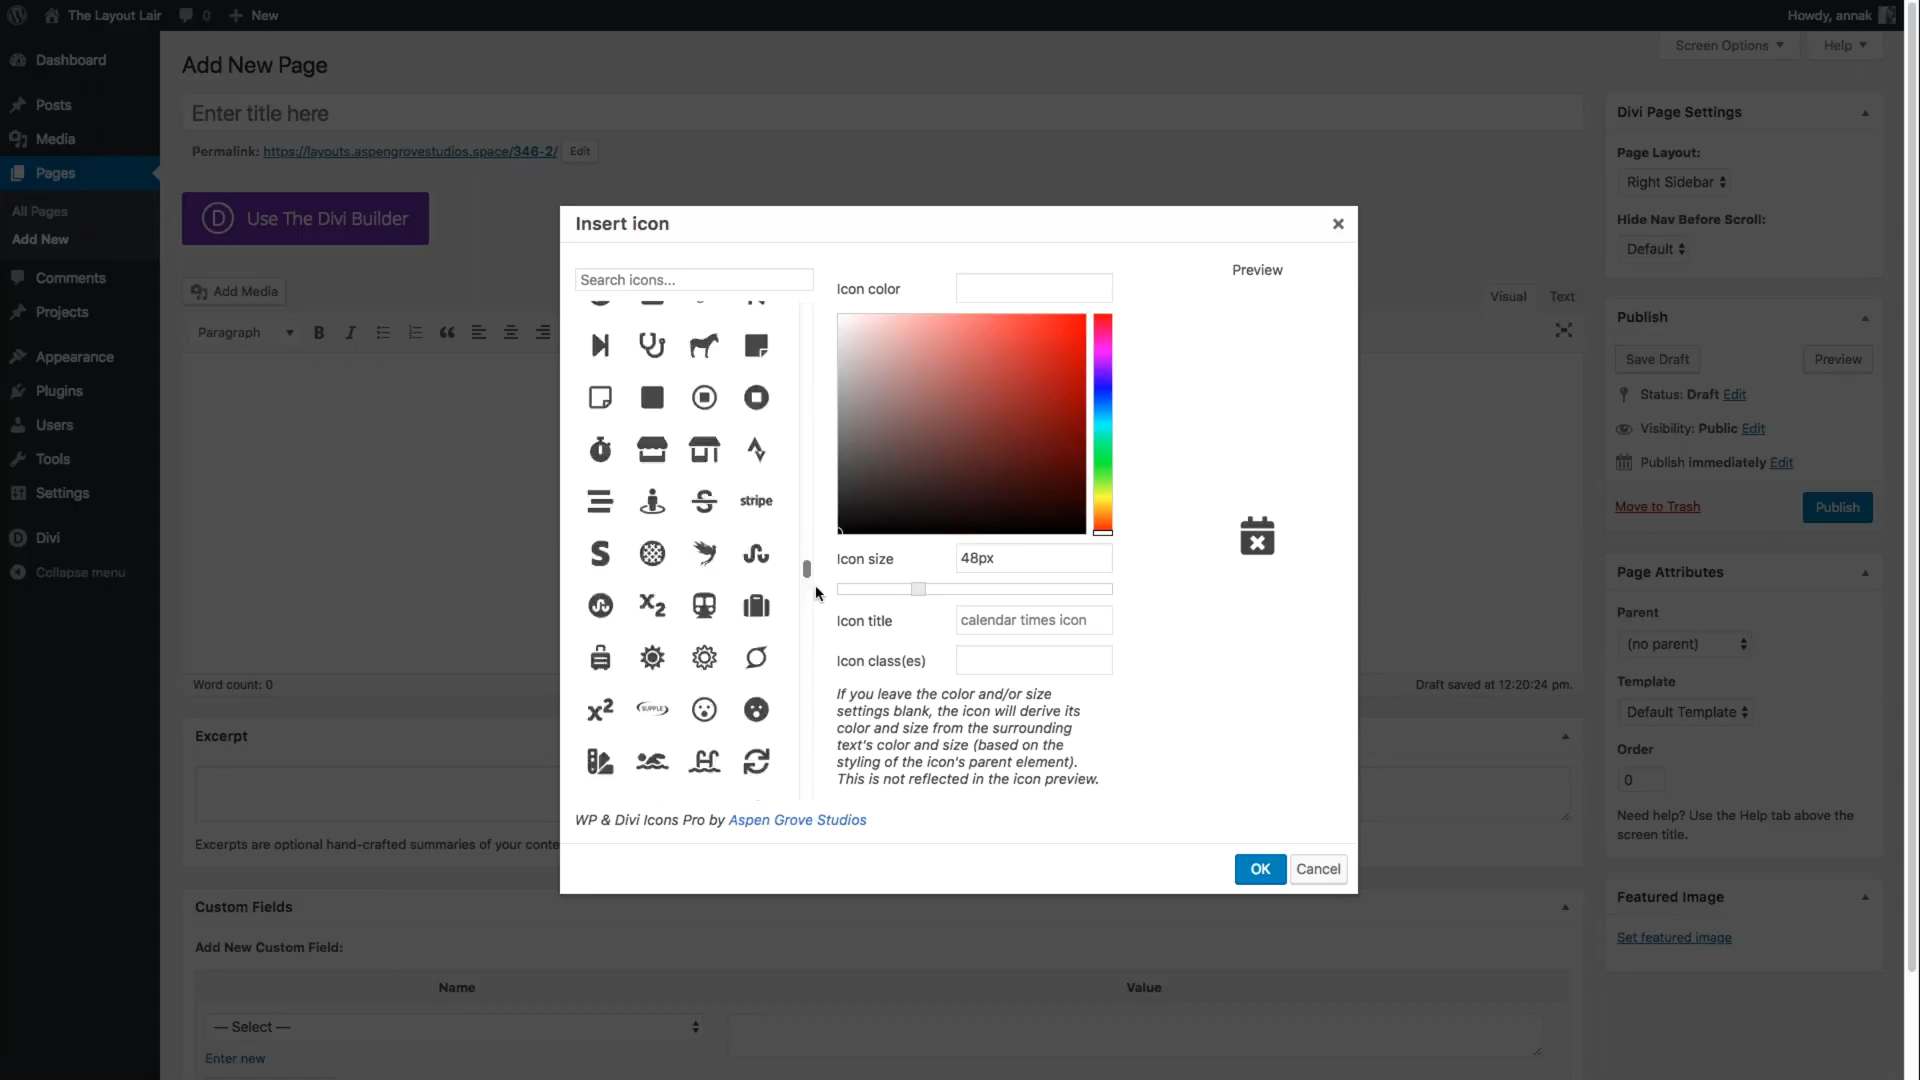 The Layout Lair
0
New
Howdy, annak
Dashboard
Posts
Media
Pages
All Pages
Add New
Comments
Projects
Appearance
Plugins
Users
Tools
Settings
Divi
Collapse menu
Screen Options
Help
Add New Page
Enter title here
Permalink: https://layouts.aspengrovestudios.space/346-2/ Edit
D Use The Divi Builder
Add Media
Visual Text
Paragraph
Word count: 0
Draft saved at 12:20:24 pm.
Excerpt
Excerpts are optional hand-crafted summaries of your conte
Custom Fields
Add New Custom Field:
Name Value
— Select —
Enter new
Insert icon
Search icons...
stripe
SUPPLE
WP & Divi Icons Pro by Aspen Grove Studios
Icon color
Icon size 48px
Icon title calendar times icon
Icon class(es)
If you leave the color and/or size
settings blank, the icon will derive its
color and size from the surrounding
text's color and size (based on the
styling of the icon's parent element).
This is not reflected in the icon preview.
Preview
OK Cancel
Divi Page Settings
Page Layout:
Right Sidebar
Hide Nav Before Scroll:
Default
Publish
Save Draft Preview
Status: Draft Edit
Visibility: Public Edit
Publish immediately Edit
Move to Trash Publish
Page Attributes
Parent
(no parent)
Template
Default Template
Order
0
Need help? Use the Help tab above the
screen title.
Featured Image
Set featured image